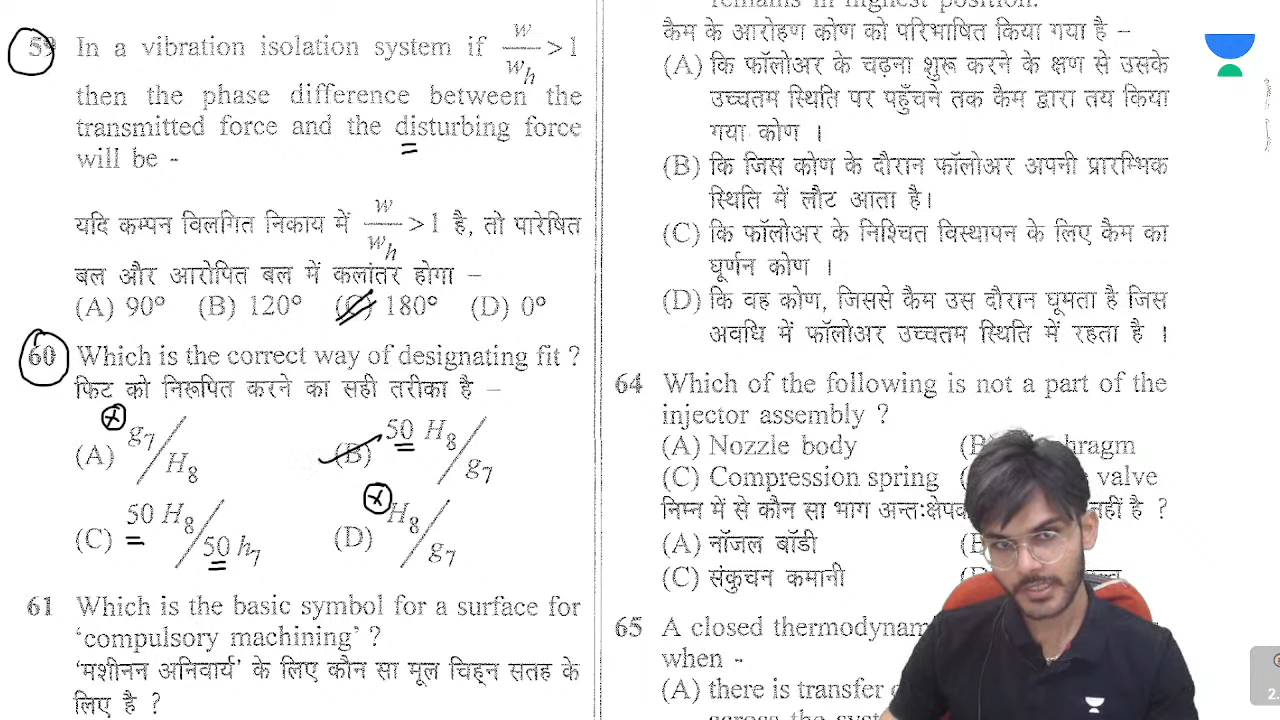 59 In a vibration isolation system if w/w_h > 1
then the phase difference between the
transmitted force and the disturbing force
will be -
यदि कम्पन विलगित निकाय में w/w_h > 1 है, तो पारेषित
बल और आरोपित बल में कलांतर होगा –
(A) 90° (B) 120° (C) 180° (D) 0°
60 Which is the correct way of designating fit ?
फिट को निरूपित करने का सही तरीका है –
(A) g7/H8 (B) 50 H8/g7
(C) 50 H8/50 h7 (D) H8/g7
61 Which is the basic symbol for a surface for
‘compulsory machining’ ?
‘मशीनन अनिवार्य’ के लिए कौन सा मूल चिह्न सतह के
लिए है ?
remains in highest position.
कैम के आरोहण कोण को परिभाषित किया गया है –
(A) कि फॉलोअर के चढ़ना शुरू करने के क्षण से उसके
उच्चतम स्थिति पर पहुँचने तक कैम द्वारा तय किया
गया कोण ।
(B) कि जिस कोण के दौरान फॉलोअर अपनी प्रारम्भिक
स्थिति में लौट आता है।
(C) कि फॉलोअर के निश्चित विस्थापन के लिए कैम का
घूर्णन कोण ।
(D) कि वह कोण, जिससे कैम उस दौरान घूमता है जिस
अवधि में फॉलोअर उच्चतम स्थिति में रहता है ।
64 Which of the following is not a part of the
injector assembly ?
(A) Nozzle body (B)
(C) Compression spring valve
निम्न में से कौन सा भाग नहीं है ?
(A) नॉजल बॉडी
(C) संकुचन कमानी
65 A closed
when -
(A) there is transfer